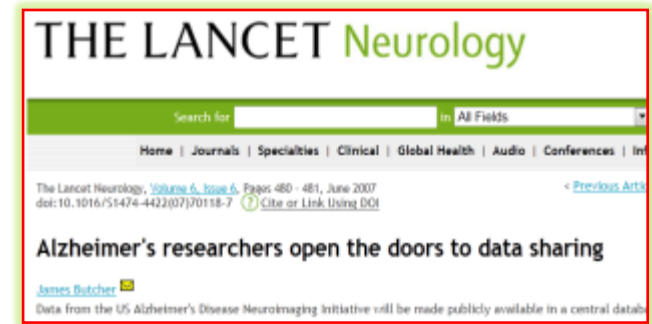 THE LANCET Neurology
Search for in All Fields
Home | Journals | Specialties | Clinical | Global Health | Audio | Conferences | Inf
The Lancet Neurology, Volume 6, Issue 6, Pages 480 - 481, June 2007 < Previous Artic
doi:10.1016/S1474-4422(07)70118-7 ? Cite or Link Using DOI
Alzheimer's researchers open the doors to data sharing
James Butcher
Data from the US Alzheimer's Disease Neuroimaging Initiative will be made publicly available in a central databa